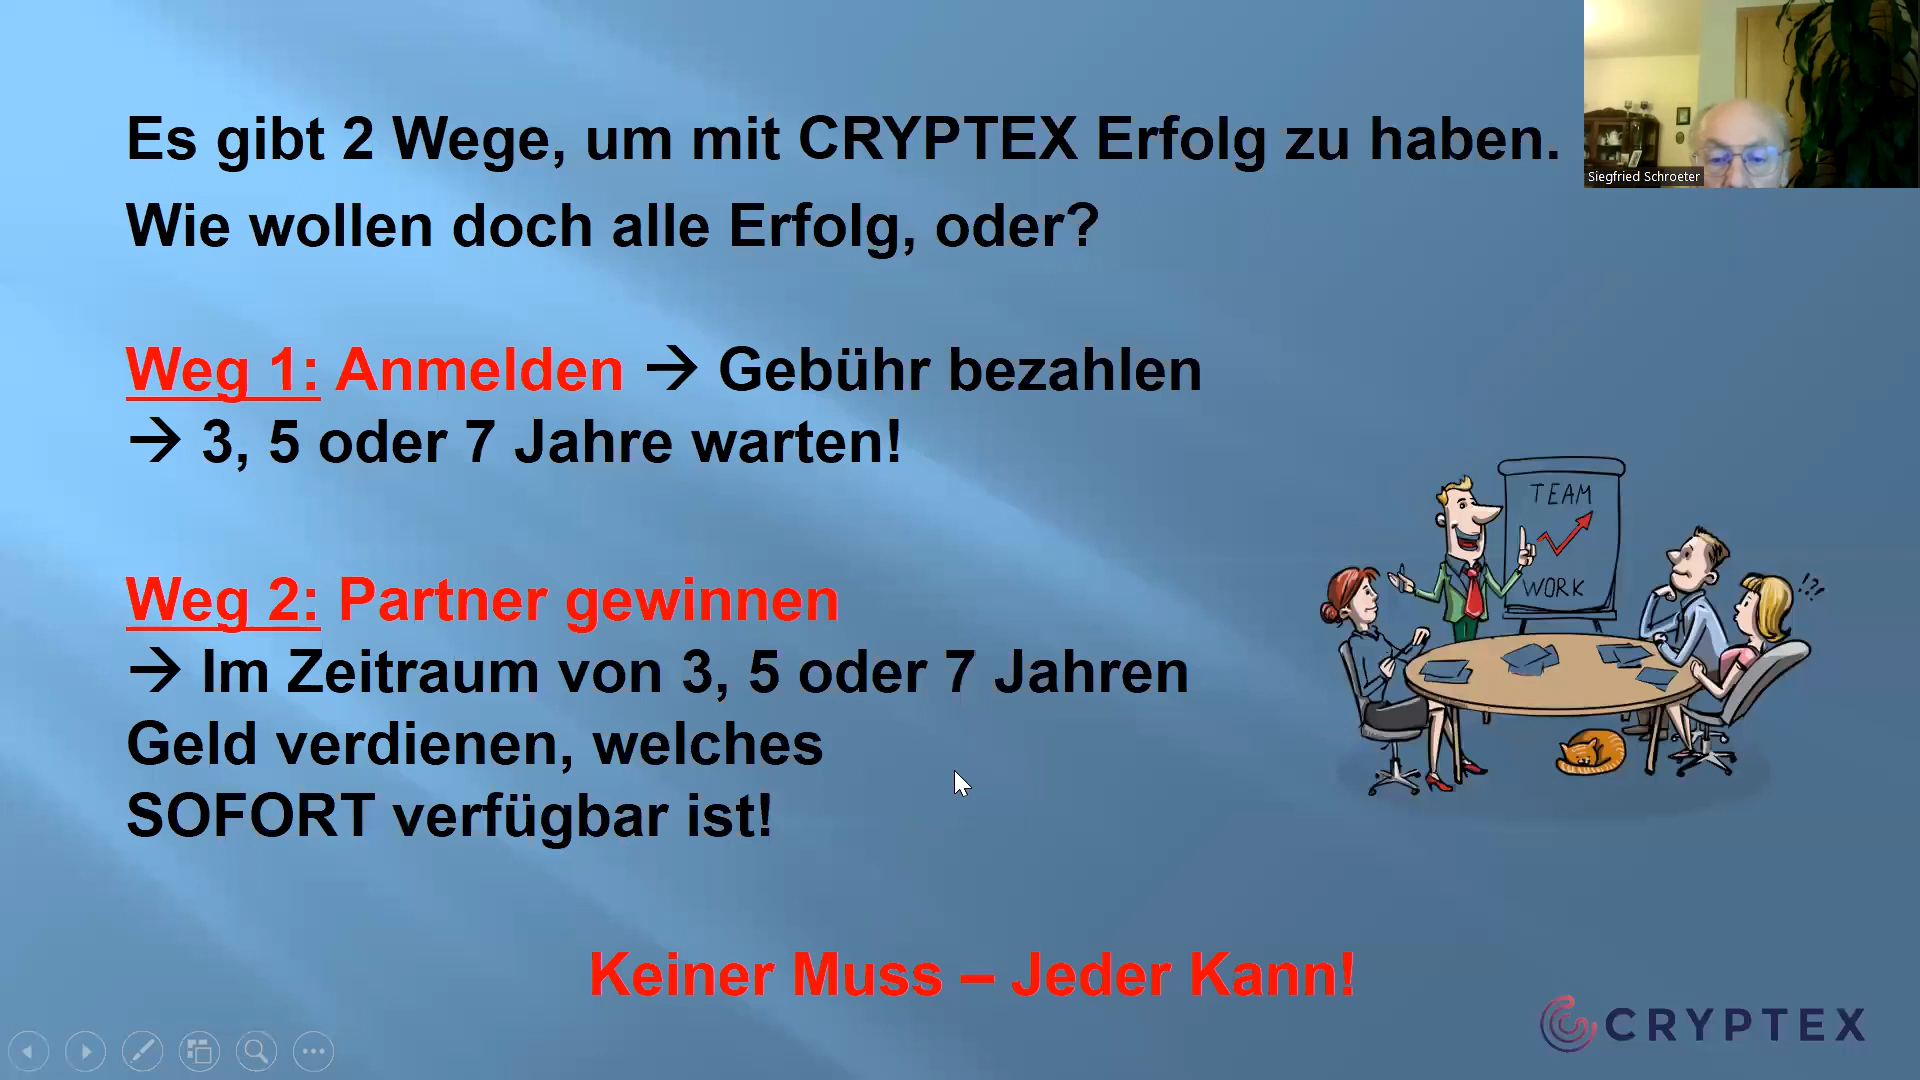 Es gibt 2 Wege, um mit CRYPTEX Erfolg zu haben.
Wie wollen doch alle Erfolg, oder?
Siegfried Schroeter
Weg 1: Anmelden → Gebühr bezahlen
→ 3, 5 oder 7 Jahre warten!
Weg 2: Partner gewinnen
→ Im Zeitraum von 3, 5 oder 7 Jahren
Geld verdienen, welches
SOFORT verfügbar ist!
TEAM
WORK
!?!
Keiner Muss – Jeder Kann!
CRYPTEX